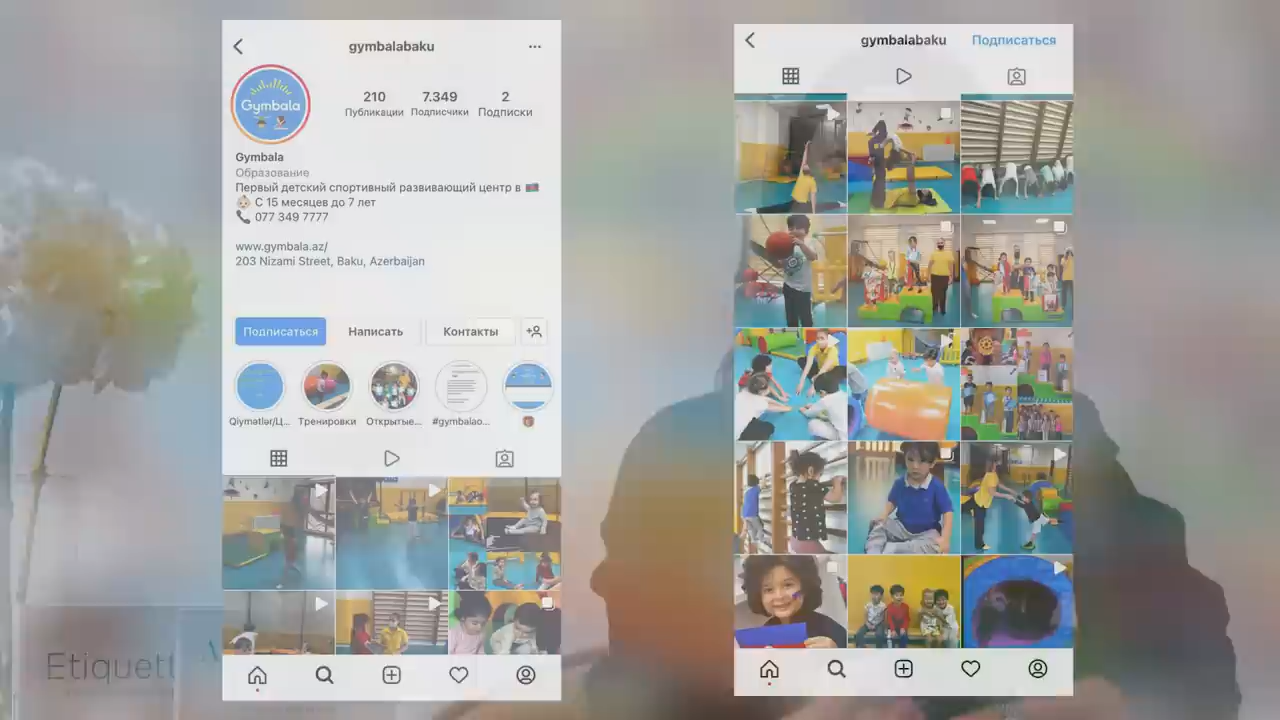 gymbalabaku
Gymbala
210
7.349
2
Публикации
Подписчики
Подписки
Gymbala
Образование
Первый детский спортивный развивающий центр в
С 15 месяцев до 7 лет
077 349 7777
www.gymbala.az/
203 Nizami Street, Baku, Azerbaijan
Подписаться
Написать
Контакты
Qiymətlər/Ц...
Тренировки
Открытые...
#gymbalao...
gymbalabaku
Подписаться